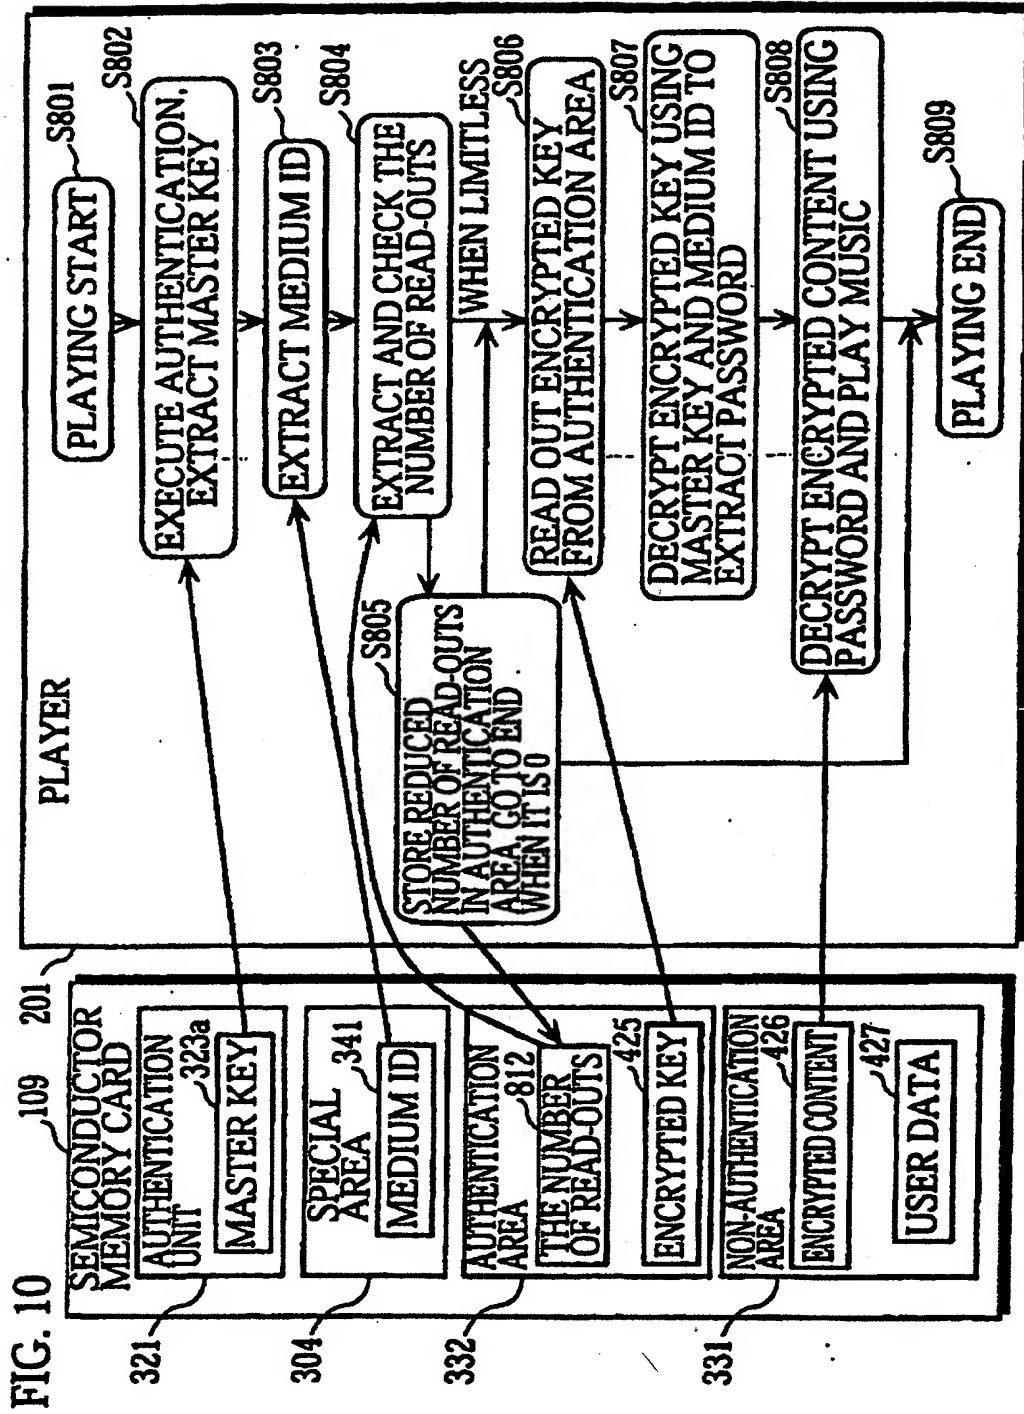 FIG. 10
109
SEMICONDUCTOR
MEMORY CARD
321
AUTHENTICATION
UNIT
323a
MASTER KEY
304
SPECIAL
AREA
341
MEDIUM ID
332
AUTHENTICATION
AREA
812
THE NUMBER
OF READ-OUTS
425
ENCRYPTED KEY
331
NON-AUTHENTICATION
AREA
426
ENCRYPTED CONTENT
427
USER DATA
201
PLAYER
S801
PLAYING START
S802
EXECUTE AUTHENTICATION,
EXTRACT MASTER KEY
S803
EXTRACT MEDIUM ID
S804
EXTRACT AND CHECK THE
NUMBER OF READ-OUTS
WHEN LIMITLESS
S805
STORE REDUCED
NUMBER OF READ-OUTS
IN AUTHENTICATION
AREA. GO TO END
WHEN IT IS 0
S806
READ OUT ENCRYPTED KEY
FROM AUTHENTICATION AREA
S807
DECRYPT ENCRYPTED KEY USING
MASTER KEY AND MEDIUM ID TO
EXTRACT PASSWORD
S808
DECRYPT ENCRYPTED CONTENT USING
PASSWORD AND PLAY MUSIC
S809
PLAYING END